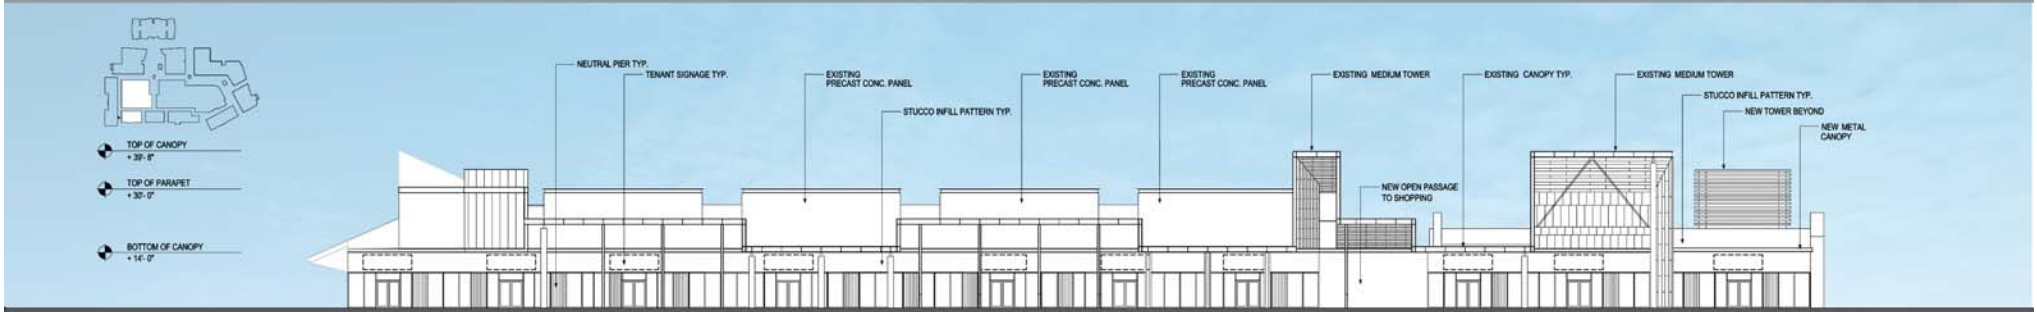 NEUTRAL PIER TYP.
TENANT SIGNAGE TYP.
EXISTING
PRECAST CONC. PANEL
STUCCO INFILL PATTERN TYP.
EXISTING
PRECAST CONC. PANEL
EXISTING
PRECAST CONC. PANEL
EXISTING MEDIUM TOWER
EXISTING CANOPY TYP.
EXISTING MEDIUM TOWER
STUCCO INFILL PATTERN TYP.
NEW TOWER BEYOND
NEW METAL
CANOPY
TOP OF CANOPY
+ 39'- 8"
TOP OF PARAPET
+ 30'- 0"
NEW OPEN PASSAGE
TO SHOPPING
BOTTOM OF CANOPY
+ 14'- 0"